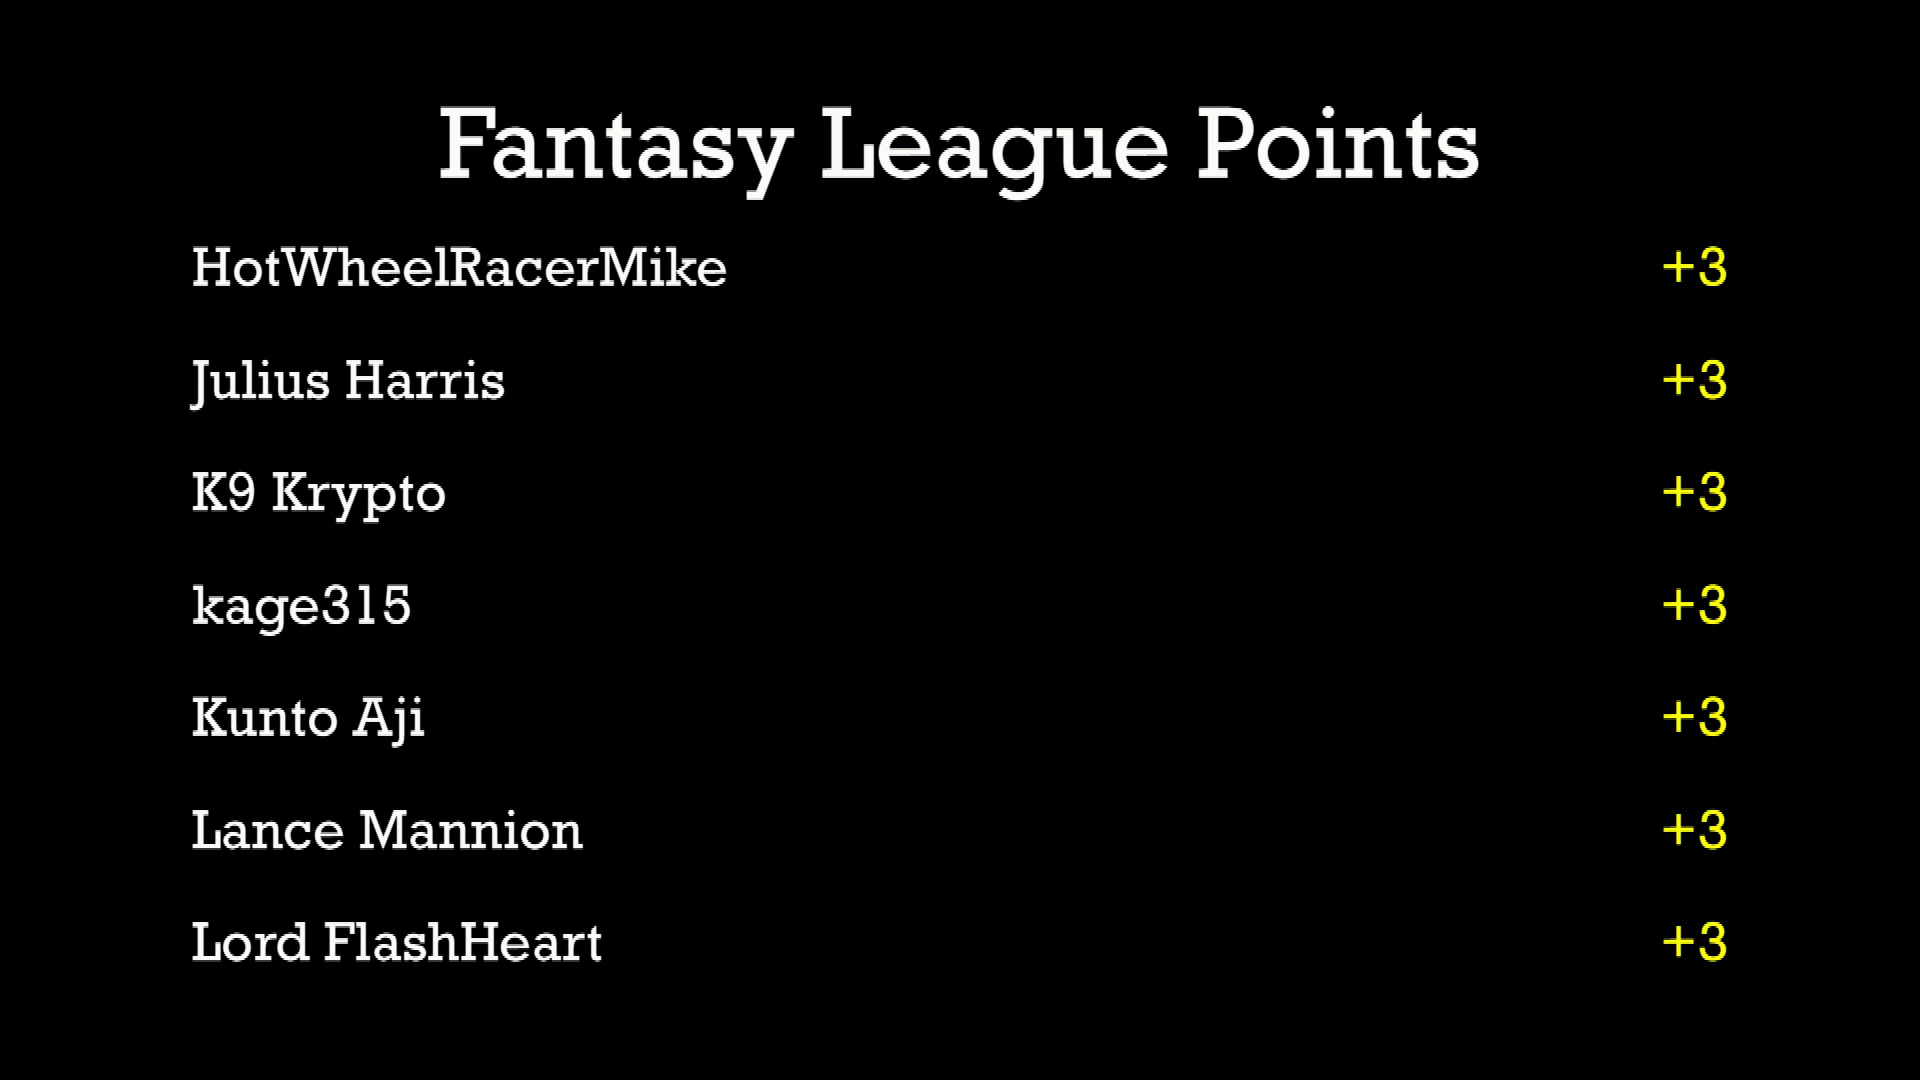 Fantasy League Points
HotWheelRacerMike +3
Julius Harris +3
K9 Krypto +3
kage315 +3
Kunto Aji +3
Lance Mannion +3
Lord FlashHeart +3